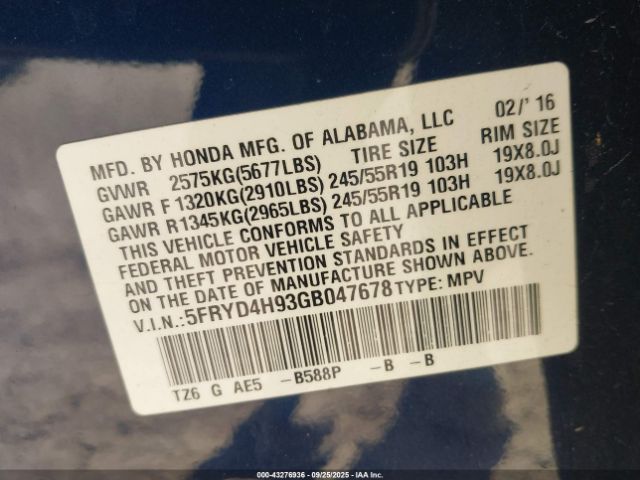 MFD. BY HONDA MFG. OF ALABAMA, LLC 02/' 16
GVWR 2575KG(5677LBS) TIRE SIZE RIM SIZE
GAWR F 1320KG(2910LBS) 245/55R19 103H 19X8.0J
GAWR R1345KG(2965LBS) 245/55R19 103H 19X8.0J
THIS VEHICLE CONFORMS TO ALL APPLICABLE
FEDERAL MOTOR VEHICLE SAFETY
AND THEFT PREVENTION STANDARDS IN EFFECT
ON THE DATE OF MANUFACTURE SHOWN ABOVE.
V.I.N.:5FRYD4H93GB047678 TYPE: MPV
TZ6 G AE5 -B588P -B -B
000-43276936 - 09/25/2025 - IAA Inc.